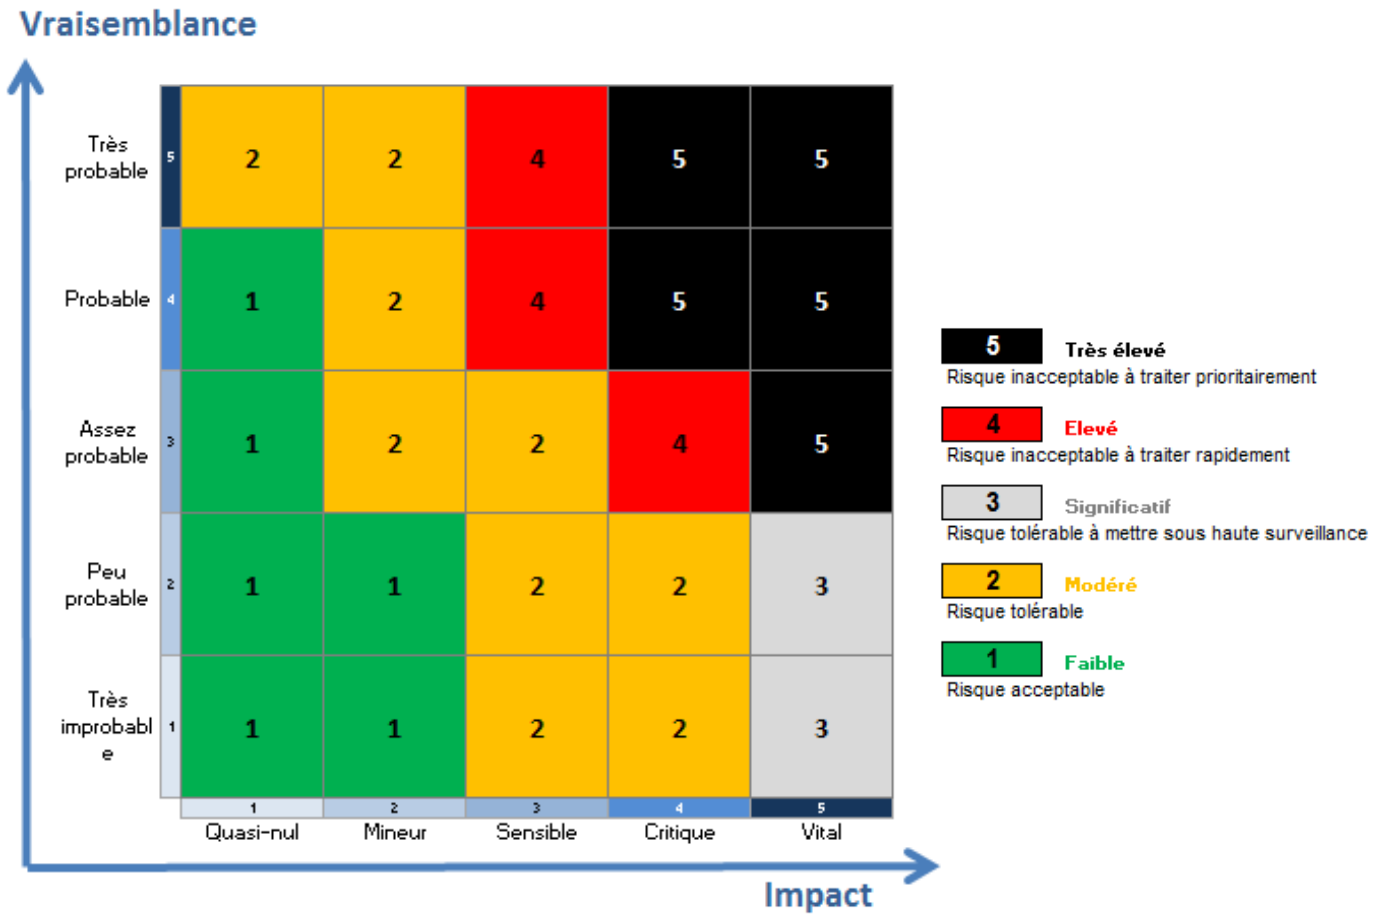 Vraisemblance
Très
probable
5
2
2
4
5
5
Probable
4
1
2
4
5
5
Assez
probable
3
1
2
2
4
5
Peu
probable
2
1
1
2
2
3
Très
improbabl
e
1
1
1
2
2
3
1
2
3
4
5
Quasi-nul
Mineur
Sensible
Critique
Vital
Impact
5 Très élevé
Risque inacceptable à traiter prioritairement
4 Elevé
Risque inacceptable à traiter rapidement
3 Significatif
Risque tolérable à mettre sous haute surveillance
2 Modéré
Risque tolérable
1 Faible
Risque acceptable